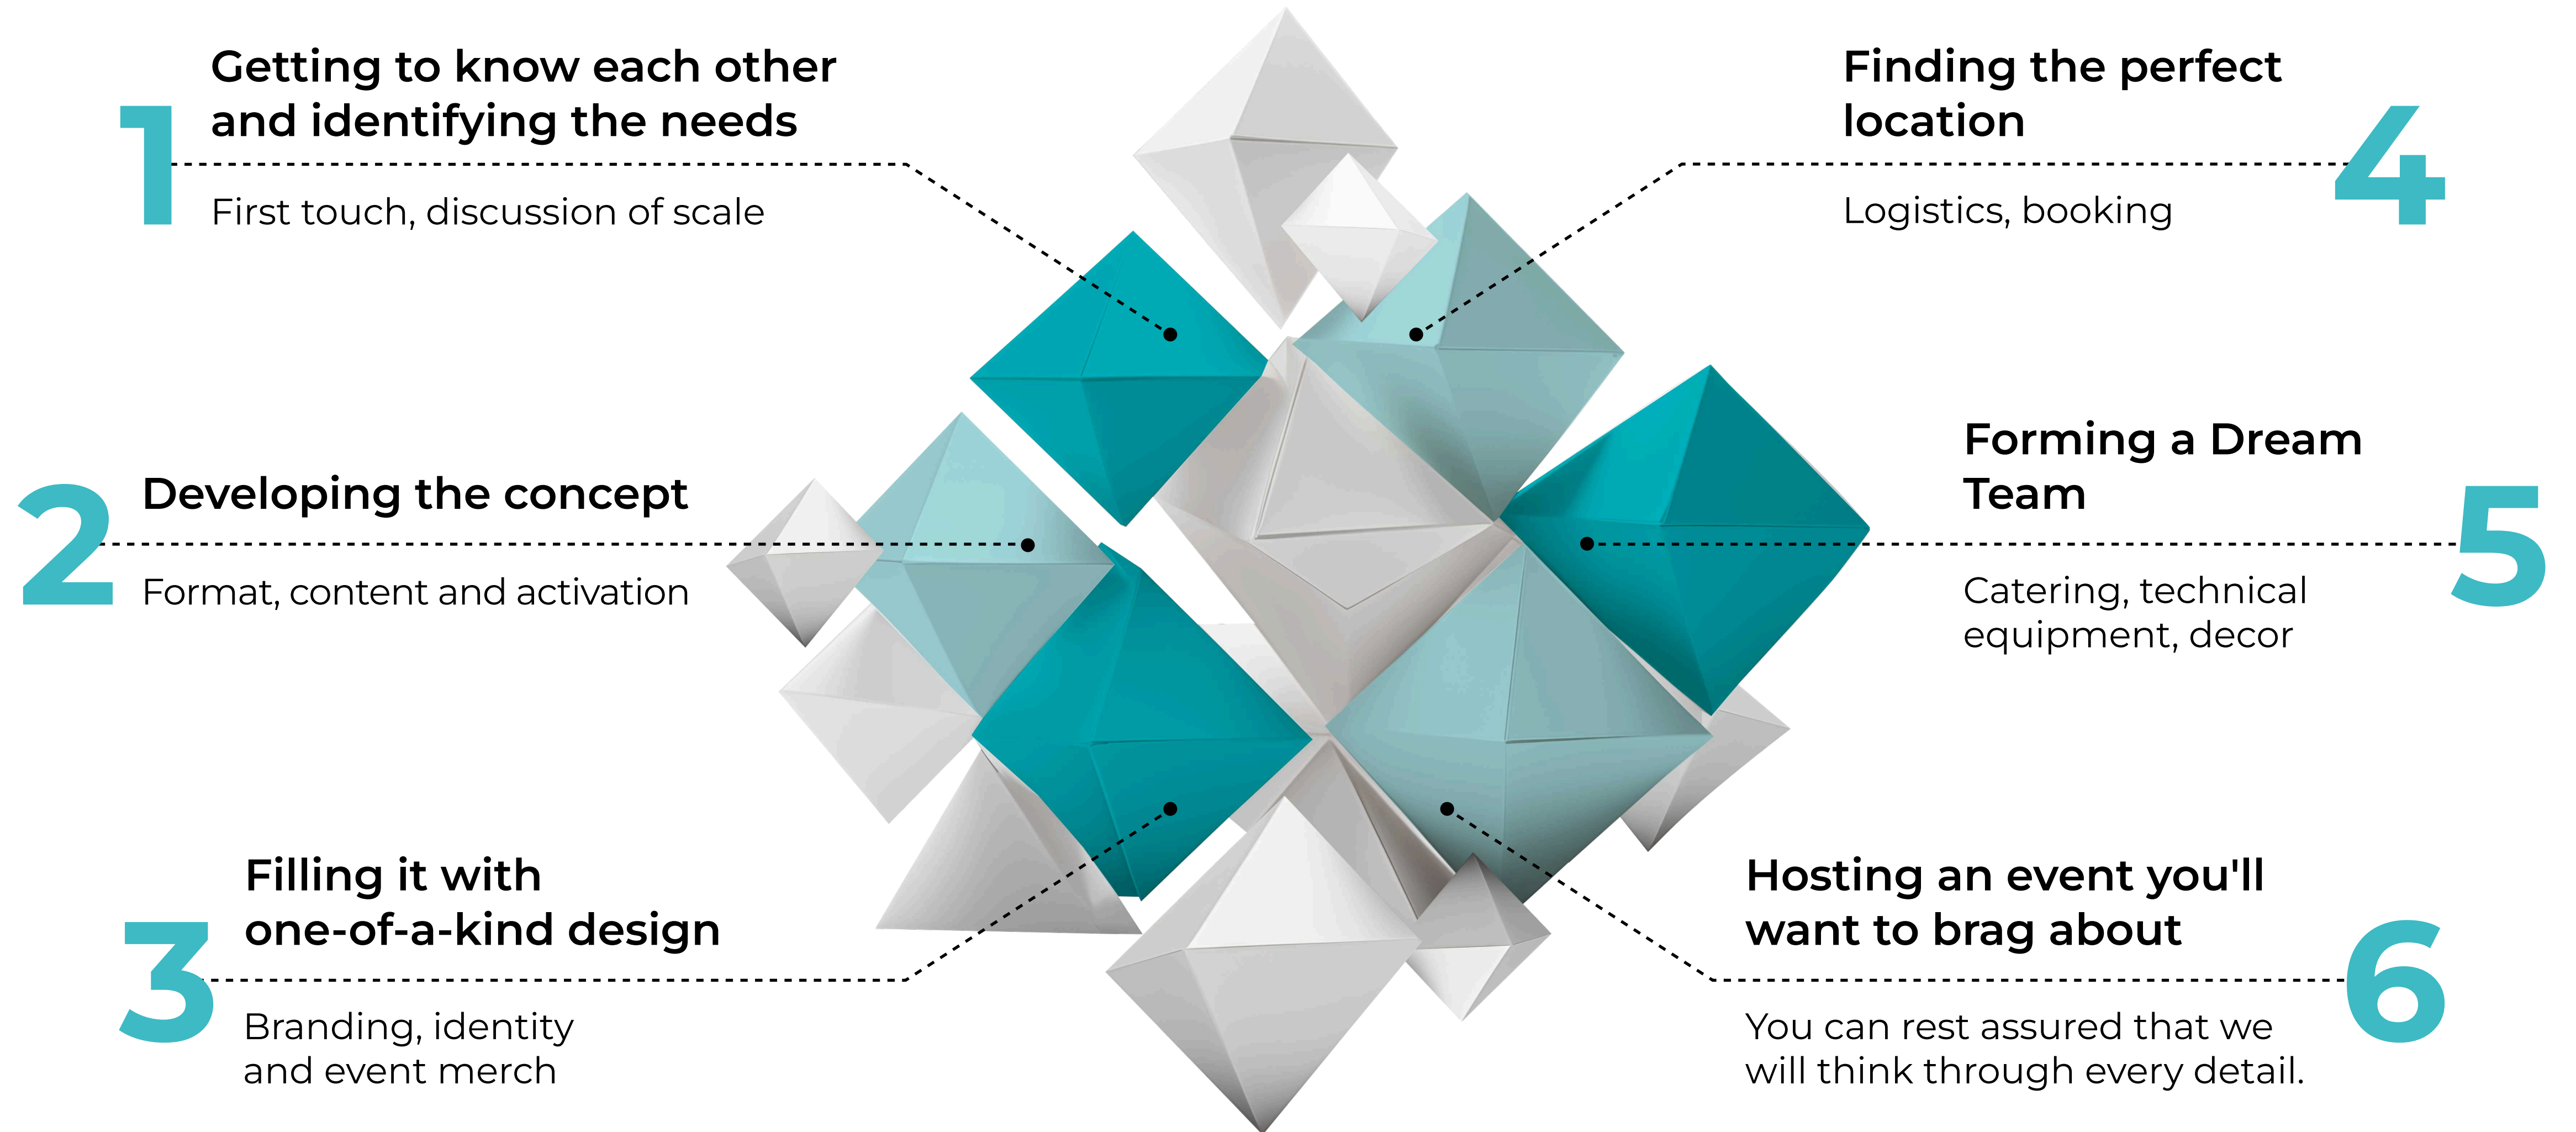 1
Getting to know each other
and identifying the needs
First touch, discussion of scale
2
Developing the concept
Format, content and activation
3
Filling it with
one-of-a-kind design
Branding, identity
and event merch
4
Finding the perfect
location
Logistics, booking
5
Forming a Dream
Team
Catering, technical
equipment, decor
6
Hosting an event you'll
want to brag about
You can rest assured that we
will think through every detail.